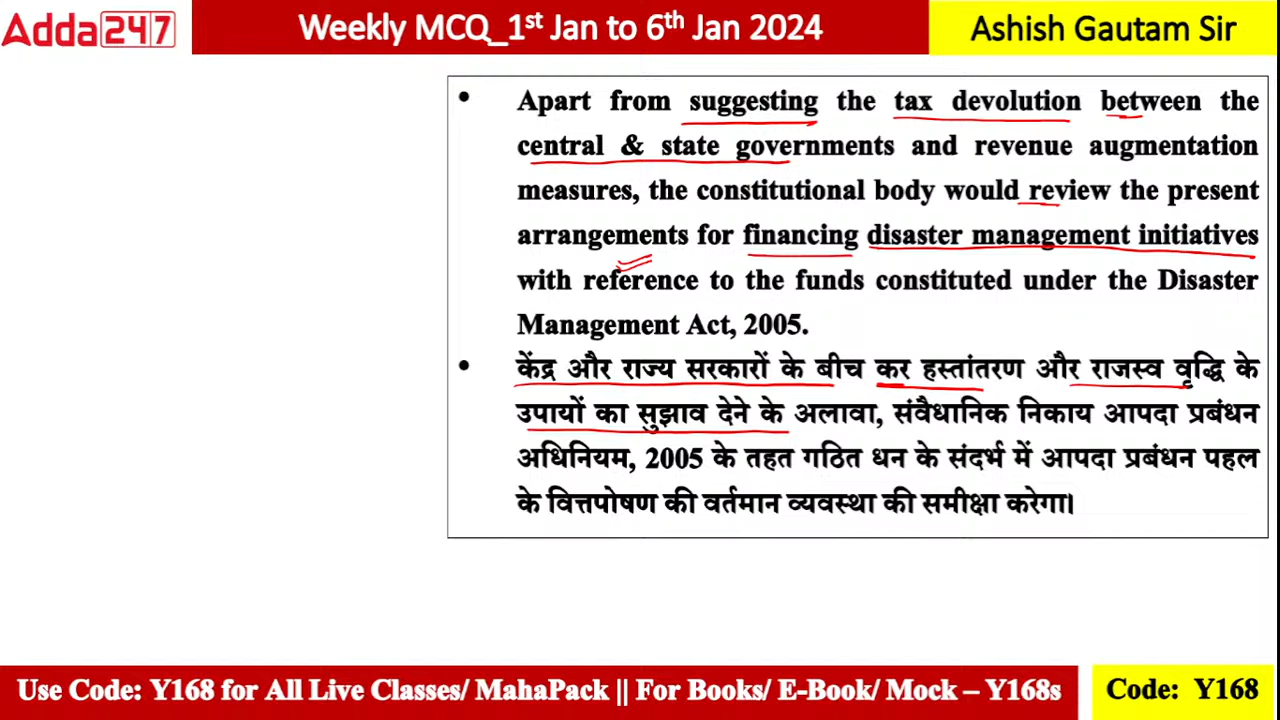 Adda247
Weekly MCQ_1st Jan to 6th Jan 2024
Ashish Gautam Sir
• Apart from suggesting the tax devolution between the
central & state governments and revenue augmentation
measures, the constitutional body would review the present
arrangements for financing disaster management initiatives
with reference to the funds constituted under the Disaster
Management Act, 2005.
• केंद्र और राज्य सरकारों के बीच कर हस्तांतरण और राजस्व वृद्धि के
उपायों का सुझाव देने के अलावा, संवैधानिक निकाय आपदा प्रबंधन
अधिनियम, 2005 के तहत गठित धन के संदर्भ में आपदा प्रबंधन पहल
के वित्तपोषण की वर्तमान व्यवस्था की समीक्षा करेगा।
Use Code: Y168 for All Live Classes/ MahaPack || For Books/ E-Book/ Mock – Y168s
Code: Y168